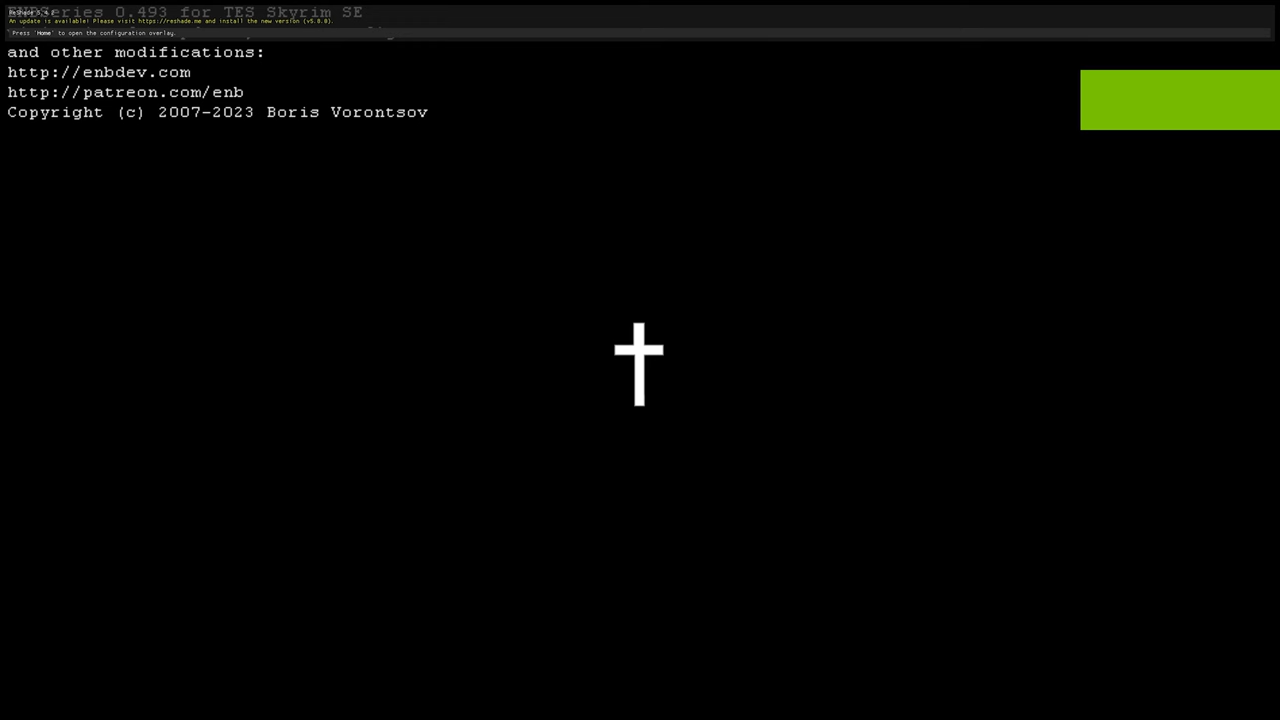 ENBSeries 0.493 for TES Skyrim SE
An update is available! Please visit https://reshade.me and install the new version (v5.8.0).
Press 'Home' to open the configuration overlay.
and other modifications:
http://enbdev.com
http://patreon.com/enb
Copyright (c) 2007-2023 Boris Vorontsov